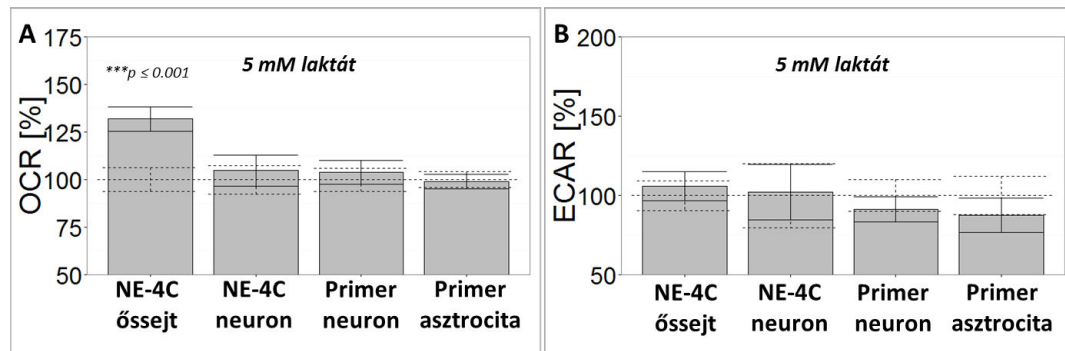 A
OCR [%]
175
150
125
100
75
50
***p ≤ 0.001
5 mM laktát
NE-4C
őssejt
NE-4C
neuron
Primer
neuron
Primer
asztrocita
B
ECAR [%]
200
150
100
50
5 mM laktát
NE-4C
őssejt
NE-4C
neuron
Primer
neuron
Primer
asztrocita